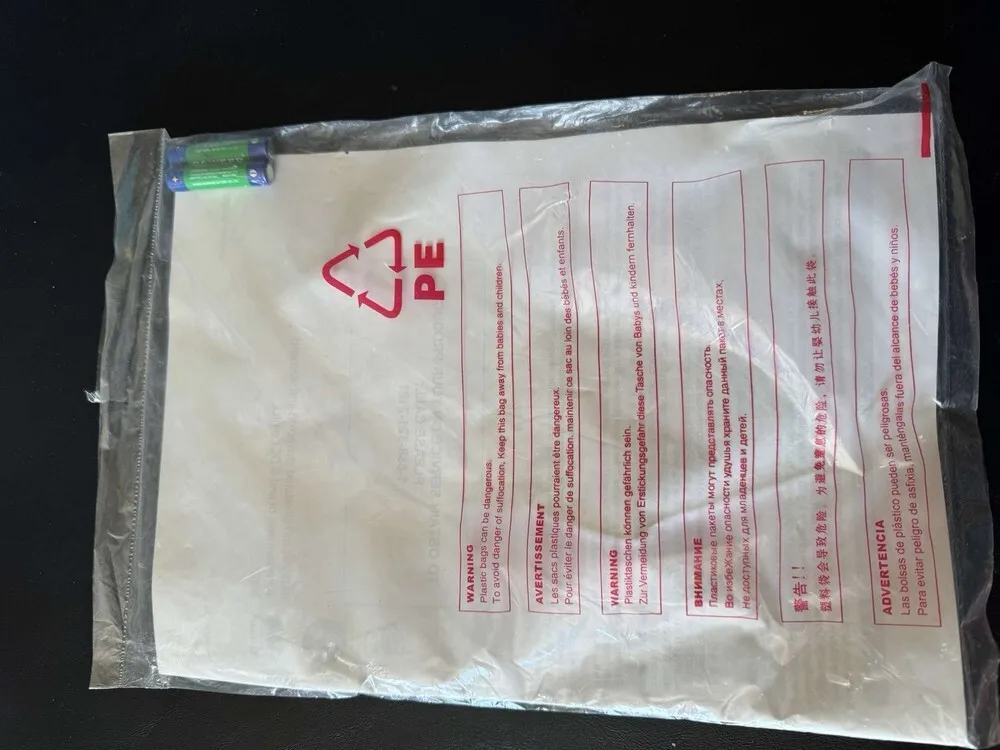 PE
WARNING
Plastic bags can be dangerous.
To avoid danger of suffocation, Keep this bag away from babies and children.
AVERTISSEMENT
Les sacs plastiques pourraient être dangereux.
Pour éviter le danger de suffocation, maintenir ce sac au loin des bébés et enfants.
WARNING
Plastiktaschen können gefährlich sein.
Zur Vermeidung von Erstickungsgefahr diese Tasche von Babys und kindern fernhalten.
ВНИМАНИЕ
Пластиковые пакеты могут представлять опасность.
Во избежание опасности удушья храните данный пакет в местах,
Не доступных для младенцев и детей.
警告!!
塑料袋会导致危险 为避免窒息的危险, 请勿让婴幼儿接触此袋
ADVERTENCIA
Las bolsas de plástico pueden ser peligrosas.
Para evitar peligro de asfixia, manténgalas fuera del alcance de bebés y niños.